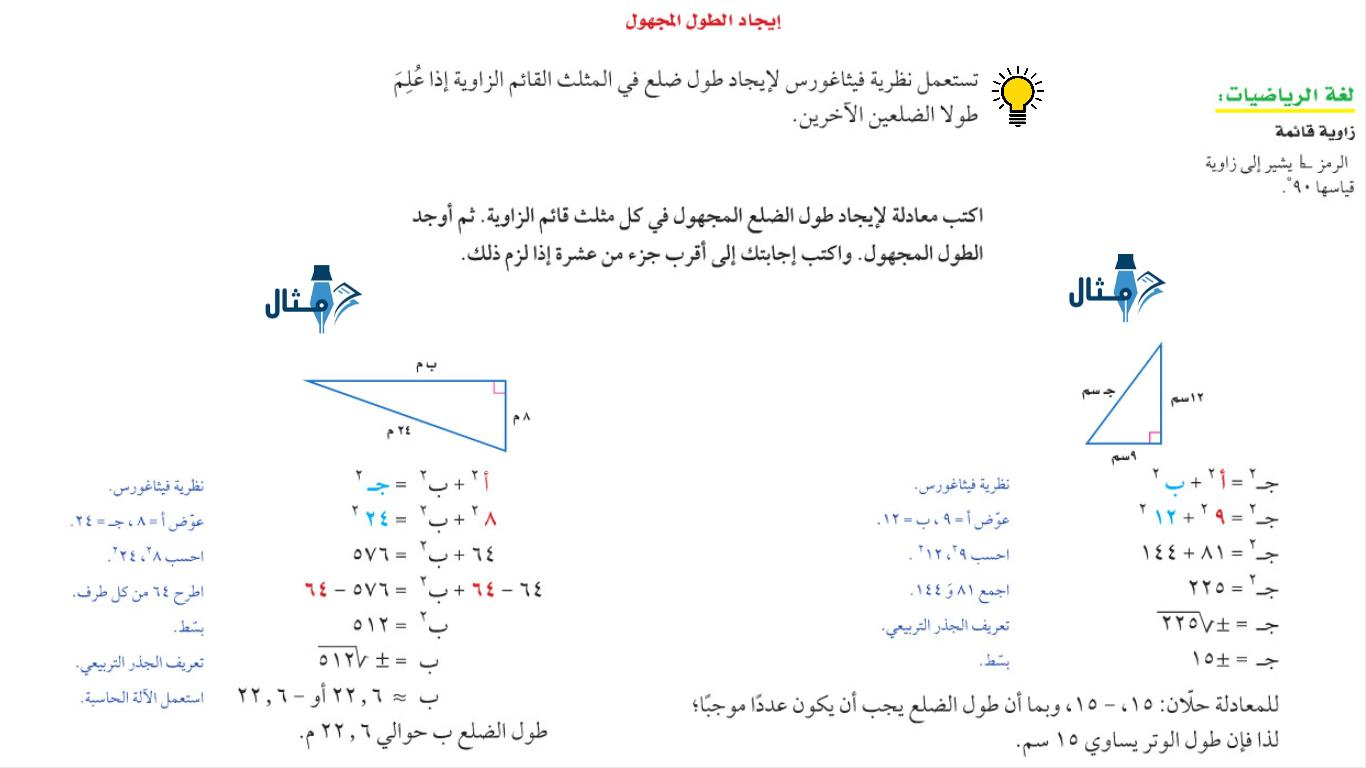 إيجاد الطول المجهول
تستعمل نظرية فيثاغورس لإيجاد طول ضلع في المثلث القائم الزاوية إذا عُلِمَ
طولا الضلعين الآخرين.
لغة الرياضيات:
زاوية قائمة
الرمز ∟ يشير إلى زاوية
قياسها ٩٠°.
اكتب معادلة لإيجاد طول الضلع المجهول في كل مثلث قائم الزاوية. ثم أوجد
الطول المجهول. واكتب إجابتك إلى أقرب جزء من عشرة إذا لزم ذلك.
مثال
جـ سم
١٢سم
٩سم
جـ٢ = أ٢ + ب٢ نظرية فيثاغورس.
جـ٢ = ٩٢ + ١٢٢ عوّض أ = ٩ ، ب = ١٢.
جـ٢ = ٨١ + ١٤٤ احسب ٩٢، ١٢٢ .
جـ٢ = ٢٢٥ اجمع ٨١ وَ ١٤٤.
جـ = ±√٢٢٥ تعريف الجذر التربيعي.
جـ = ±١٥ بسّط.
للمعادلة حلّان: ١٥، – ١٥، وبما أن طول الضلع يجب أن يكون عددًا موجبًا؛
لذا فإن طول الوتر يساوي ١٥ سم.
مثال
ب م
٨ م
٢٤ م
أ٢ + ب٢ = جـ٢ نظرية فيثاغورس.
٨٢ + ب٢ = ٢٤٢ عوّض أ = ٨ ، جـ = ٢٤.
٦٤ + ب٢ = ٥٧٦ احسب ٨٢، ٢٤٢.
٦٤ – ٦٤ + ب٢ = ٥٧٦ – ٦٤ اطرح ٦٤ من كل طرف.
ب٢ = ٥١٢ بسّط.
ب = ± √٥١٢ تعريف الجذر التربيعي.
ب ≈ ٢٢,٦ أو – ٢٢,٦ استعمل الآلة الحاسبة.
طول الضلع ب حوالي ٢٢,٦ م.